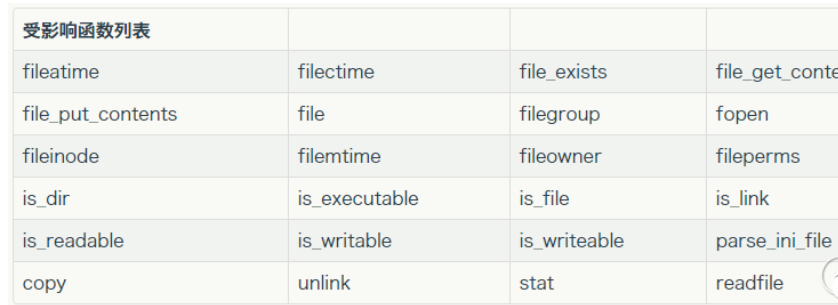 受影响函数列表
fileatime filectime file_exists file_get_conte
file_put_contents file filegroup fopen
fileinode filemtime fileowner fileperms
is_dir is_executable is_file is_link
is_readable is_writable is_writeable parse_ini_file
copy unlink stat readfile